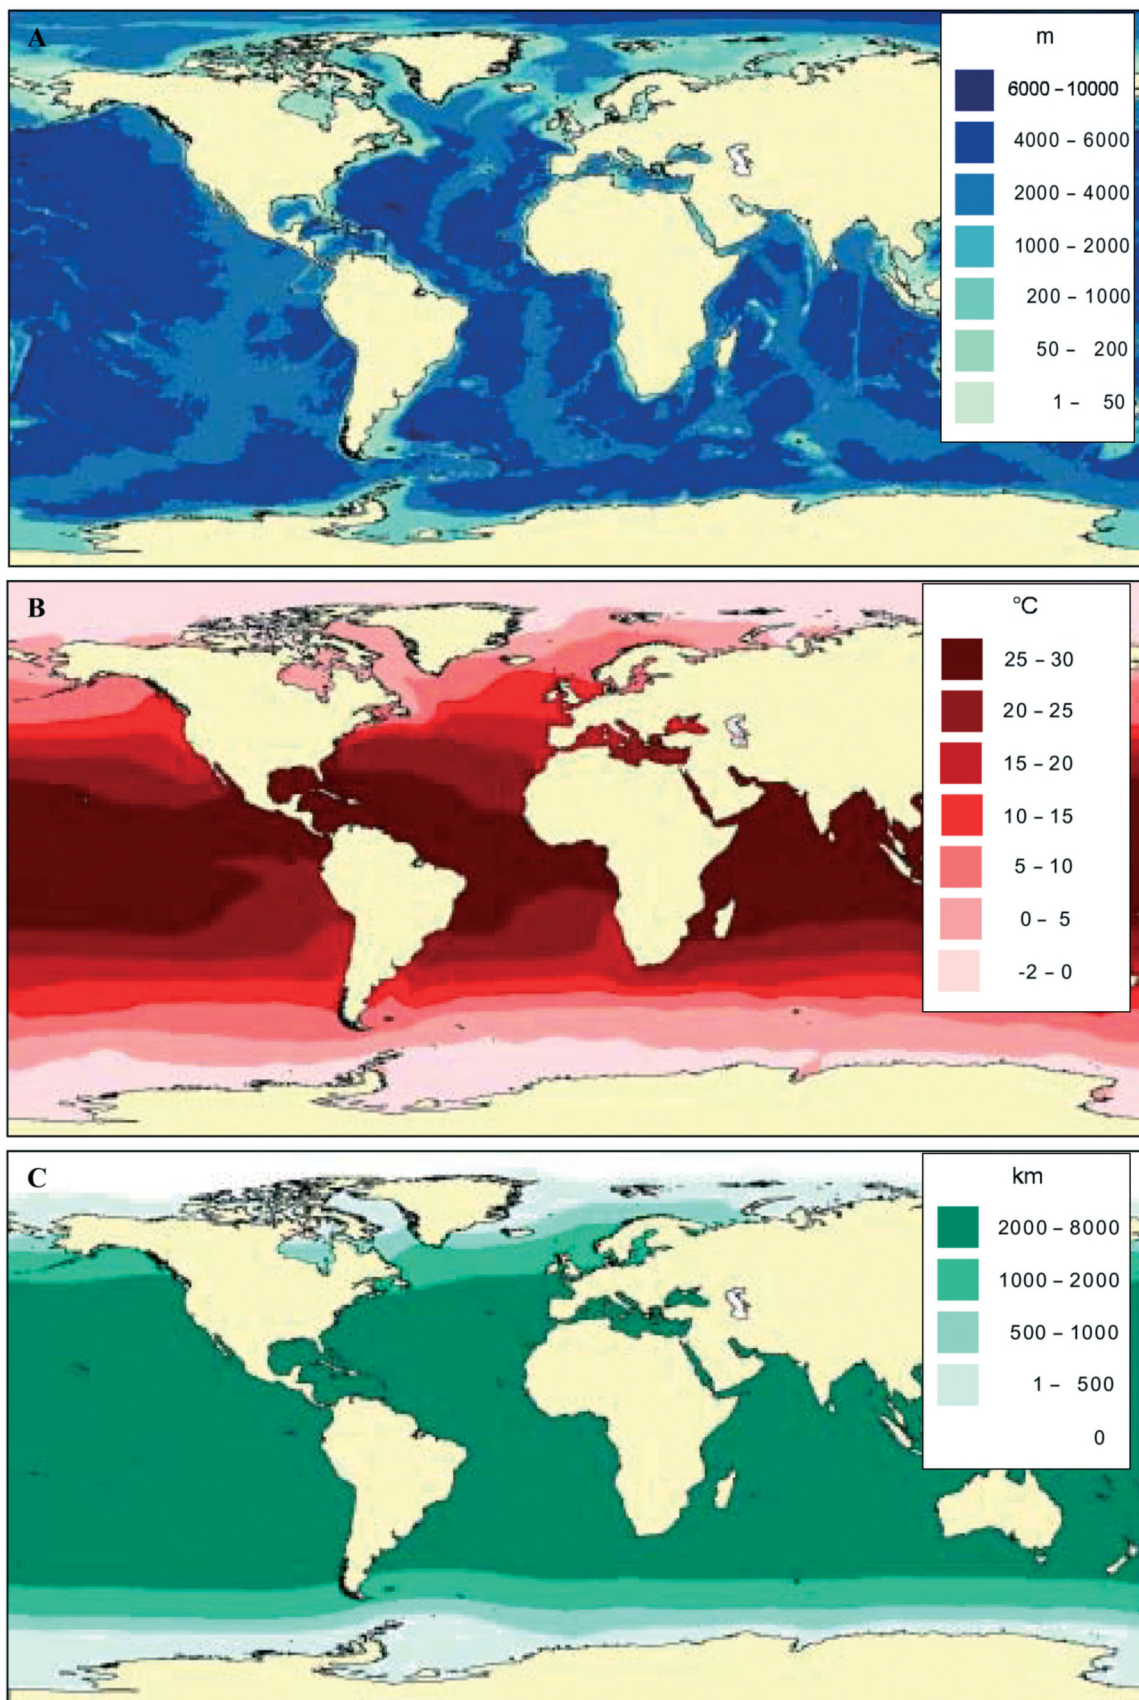 A
m
6000 – 10000
4000 – 6000
2000 – 4000
1000 – 2000
200 – 1000
50 – 200
1 – 50
B
°C
25 – 30
20 – 25
15 – 20
10 – 15
5 – 10
0 – 5
-2 – 0
C
km
2000 – 8000
1000 – 2000
500 – 1000
1 – 500
0